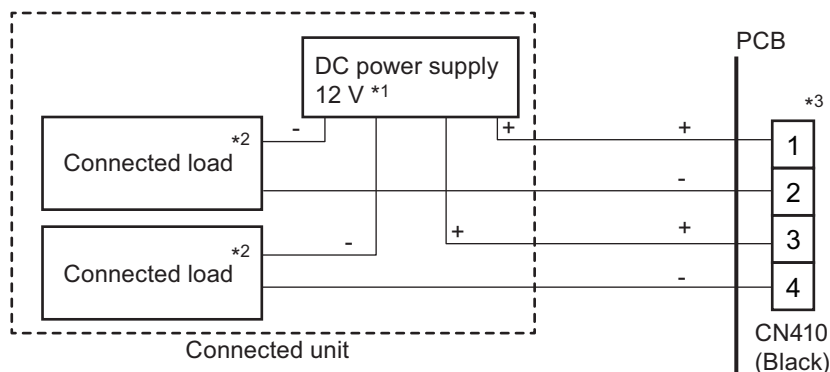 PCB
DC power supply
12 V *1
*3
- + +
*2
Connected load
1
- 2
*2
Connected load
- + + 3
- 4
Connected unit
CN410
(Black)